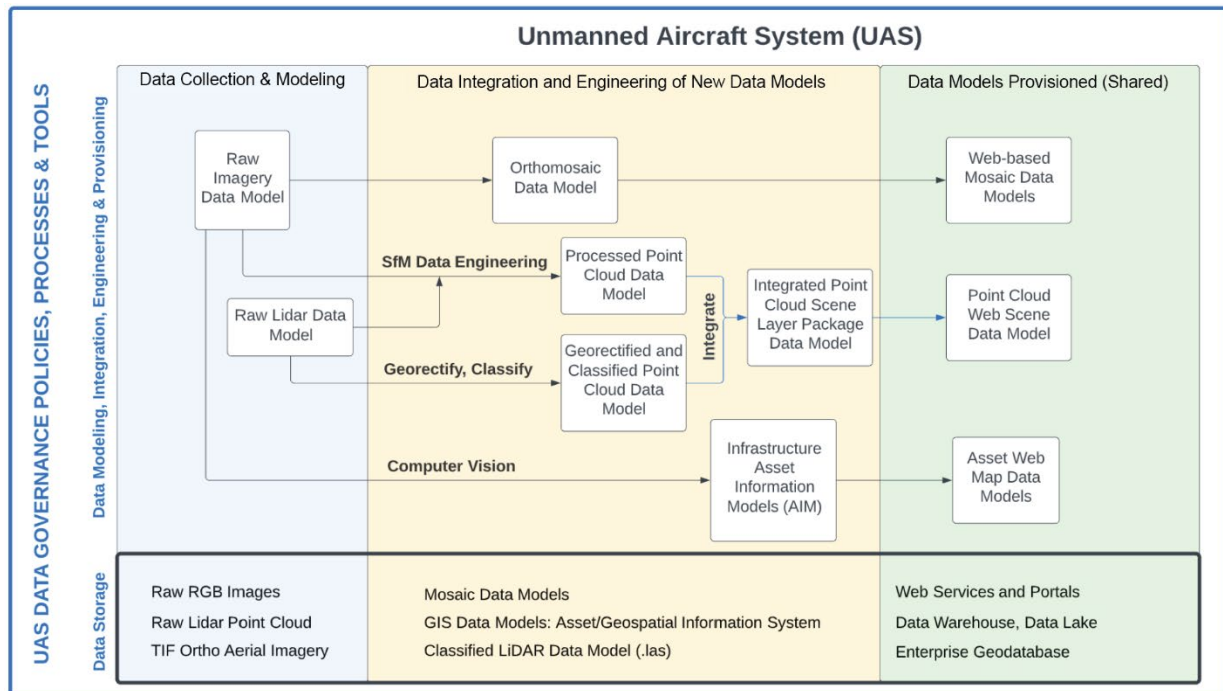 Unmanned Aircraft System (UAS)
UAS DATA GOVERNANCE POLICIES, PROCESSES & TOOLS
Data Modeling, Integration, Engineering & Provisioning
Data Collection & Modeling
Data Integration and Engineering of New Data Models
Data Models Provisioned (Shared)
Raw
Imagery
Data Model
Orthomosaic
Data Model
Web-based
Mosaic Data
Models
SfM Data Engineering
Processed Point
Cloud Data
Model
Raw Lidar Data
Model
Integrate
Integrated Point
Cloud Scene
Layer Package
Data Model
Point Cloud
Web Scene
Data Model
Georectify, Classify
Georectified and
Classified Point
Cloud Data
Model
Computer Vision
Infrastructure
Asset
Information
Models (AIM)
Asset Web
Map Data
Models
Data Storage
Raw RGB Images
Raw Lidar Point Cloud
TIF Ortho Aerial Imagery
Mosaic Data Models
GIS Data Models: Asset/Geospatial Information System
Classified LiDAR Data Model (.las)
Web Services and Portals
Data Warehouse, Data Lake
Enterprise Geodatabase